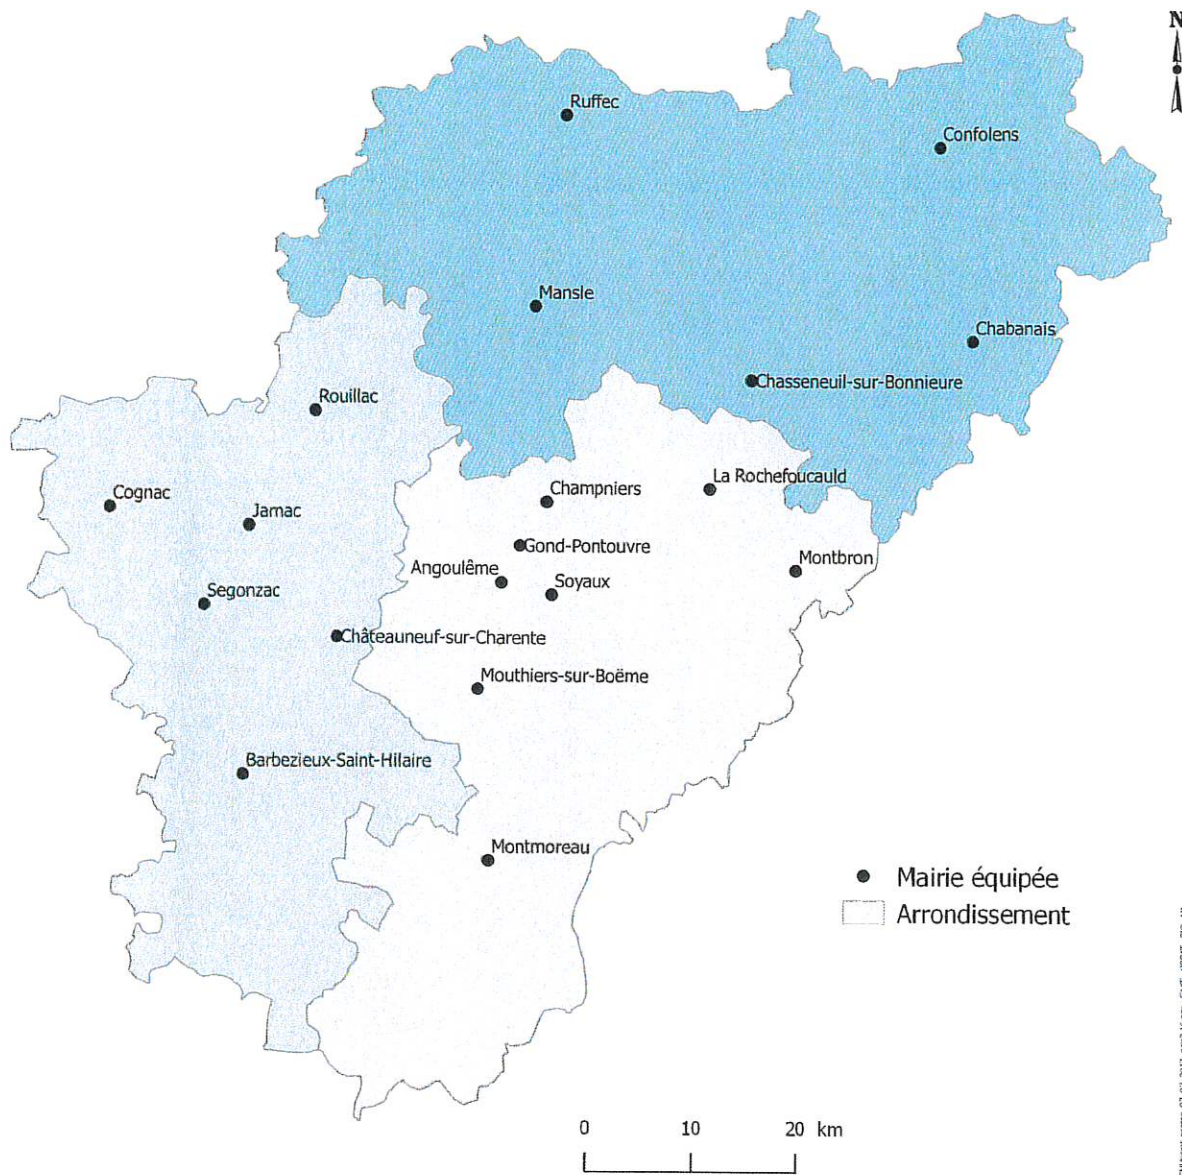 N
Ruffec
Confolens
Mansle
Chabanais
Chasseneuil-sur-Bonnieure
Rouillac
La Rochefoucauld
Champniers
Cognac
Jarnac
Gond-Pontouvre
Angoulême
Montbron
Soyaux
Segonzac
Châteauneuf-sur-Charente
Mouthiers-sur-Boëme
Barbezieux-Saint-Hilaire
Montmoreau
Mairie équipée
Arrondissement
0 10 20 km